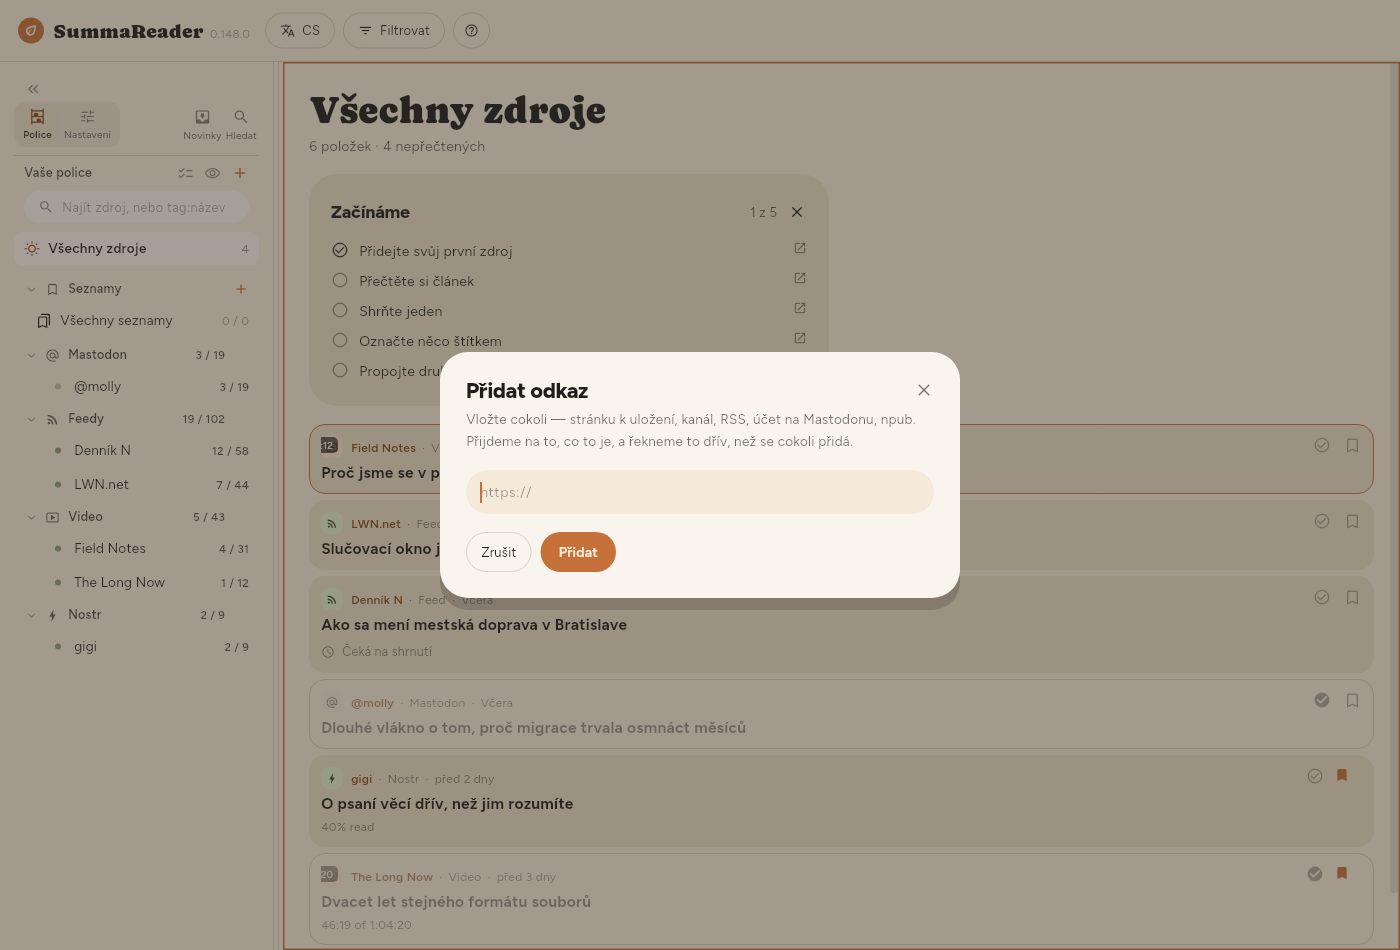 SummaReader 0.148.0 CS Filtrovat
Police Nastavení Novinky Hledat
Vaše police
Najít zdroj, nebo tag:název
Všechny zdroje 4
Seznamy
Všechny seznamy 0 / 0
Mastodon 3 / 19
@molly 3 / 19
Feedy 19 / 102
Denník N 12 / 58
LWN.net 7 / 44
Video 5 / 43
Field Notes 4 / 31
The Long Now 1 / 12
Nostr 2 / 9
gigi 2 / 9
Všechny zdroje
6 položek · 4 nepřečtených
Začínáme 1 z 5
Přidejte svůj první zdroj
Přečtěte si článek
Shrňte jeden
Označte něco štítkem
Propojte
Přidat odkaz
Vložte cokoli — stránku k uložení, kanál, RSS, účet na Mastodonu, npub.
Přijdeme na to, co to je, a řekneme to dřív, než se cokoli přidá.
https://
Zrušit Přidat
:12 Field Notes ·
Proč jsme se v
LWN.net ·
Slučovací okno
Denník N · Feed · Včera
Ako sa mení mestská doprava v Bratislave
Čeká na shrnutí
@molly · Mastodon · Včera
Dlouhé vlákno o tom, proč migrace trvala osmnáct měsíců
gigi · Nostr · před 2 dny
O psaní věcí dřív, než jim rozumíte
40% read
20 The Long Now · Video · před 3 dny
Dvacet let stejného formátu souborů
46:19 of 1:04:20